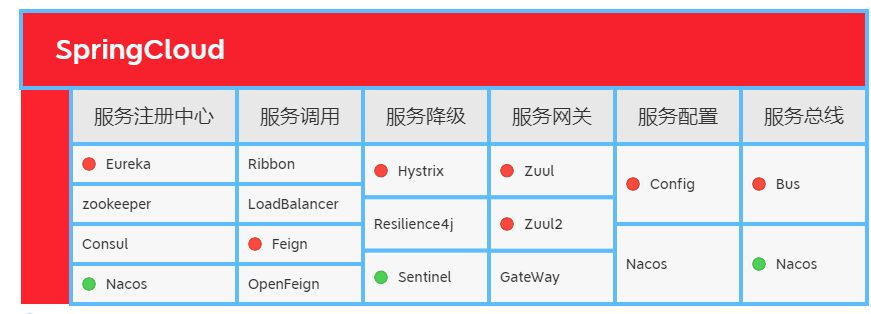 SpringCloud
服务注册中心 服务调用 服务降级 服务网关 服务配置 服务总线
Eureka
zookeeper
Consul
Nacos
Ribbon
LoadBalancer
Feign
OpenFeign
Hystrix
Resilience4j
Sentinel
Zuul
Zuul2
GateWay
Config
Nacos
Bus
Nacos